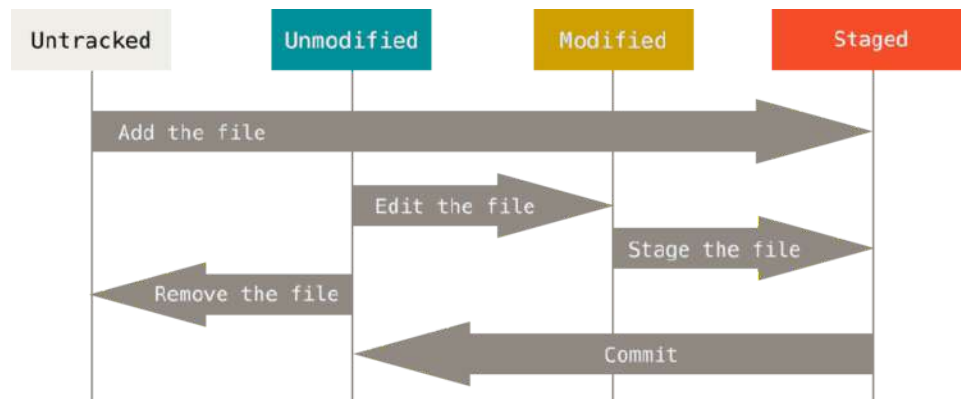 Untracked
Unmodified
Modified
Staged
Add the file
Edit the file
Stage the file
Remove the file
Commit